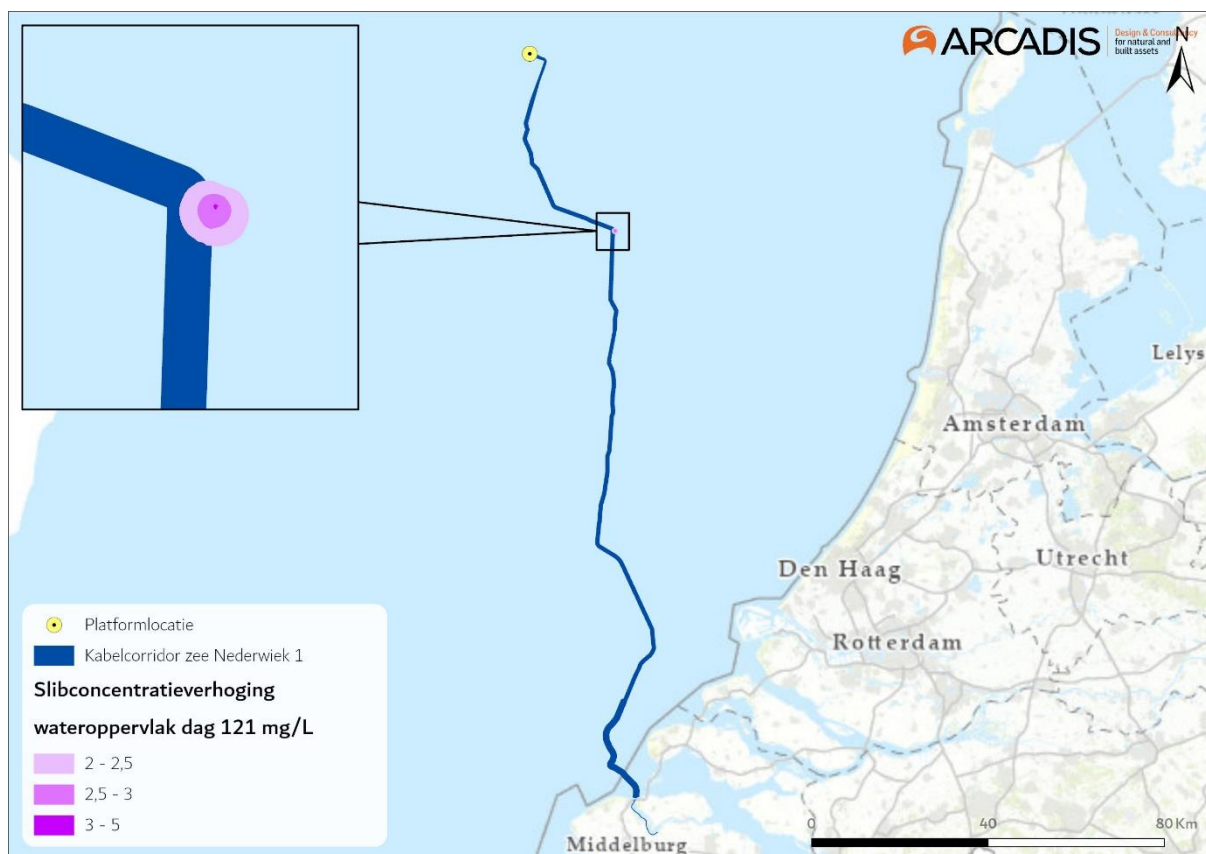 ARCADIS
Design & Consultancy
for natural and
built assets
N
Lelys
Amsterdam
Utrecht
Den Haag
Rotterdam
Middelburg
Platformlocatie
Kabelcorridor zee Nederwiek 1
Slibconcentratieverhoging
wateroppervlak dag 121 mg/L
2 - 2,5
2,5 - 3
3 - 5
0 40 80 Km